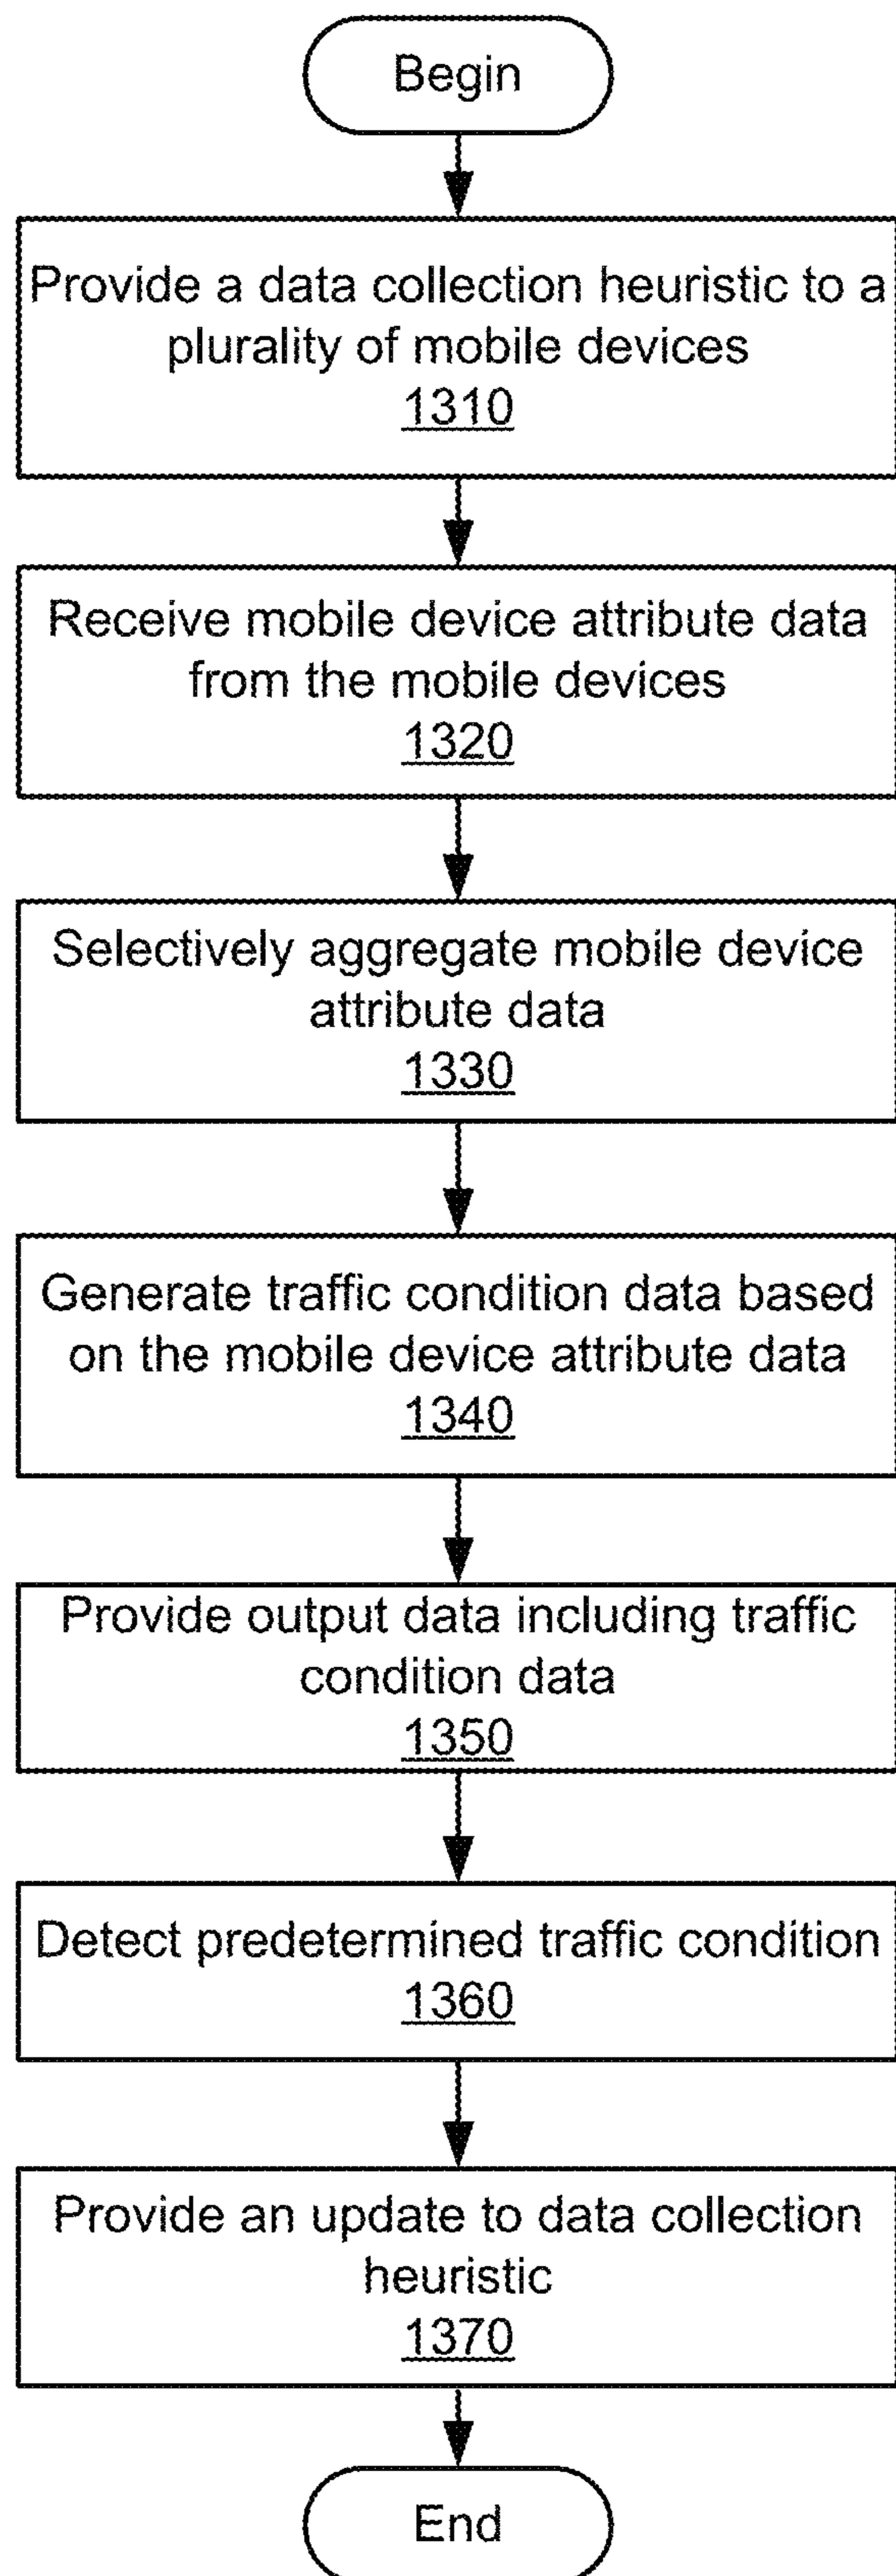 Begin
Provide a data collection heuristic to a
plurality of mobile devices
1310
Receive mobile device attribute data
from the mobile devices
1320
Selectively aggregate mobile device
attribute data
1330
Generate traffic condition data based
on the mobile device attribute data
1340
Provide output data including traffic
condition data
1350
Detect predetermined traffic condition
1360
Provide an update to data collection
heuristic
1370
End